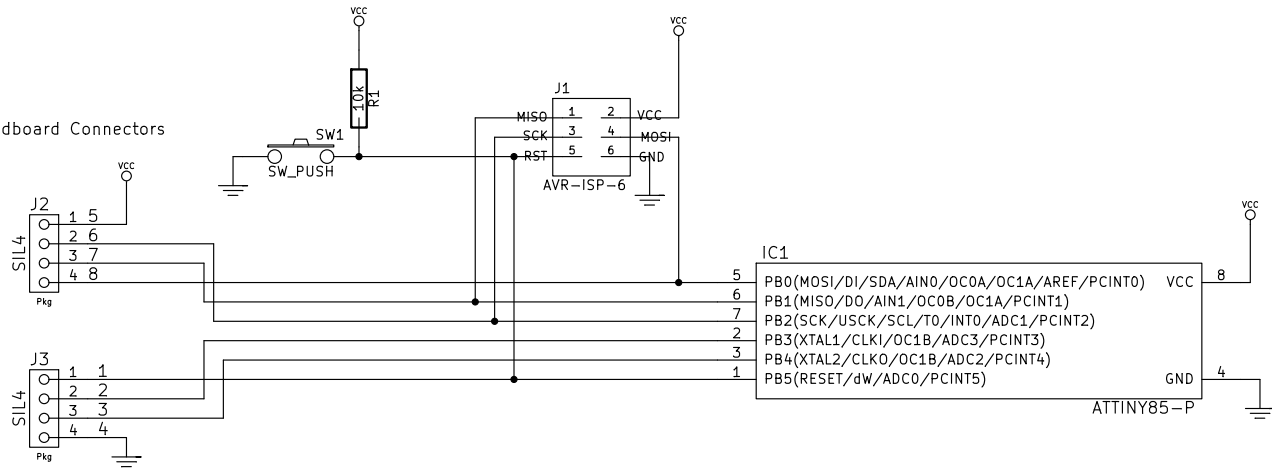 VCC
VCC
10k
R1
J1
MISO 1 2 VCC
SCK 3 4 MOSI
RST 5 6 GND
AVR-ISP-6
dboard Connectors
SW1
SW_PUSH
VCC
J2
SIL4
1 5
2 6
3 7
4 8
Pkg
VCC
IC1
5 PB0(MOSI/DI/SDA/AIN0/OC0A/OC1A/AREF/PCINT0) VCC 8
6 PB1(MISO/DO/AIN1/OC0B/OC1A/PCINT1)
7 PB2(SCK/USCK/SCL/T0/INT0/ADC1/PCINT2)
2 PB3(XTAL1/CLKI/OC1B/ADC3/PCINT3)
3 PB4(XTAL2/CLKO/OC1B/ADC2/PCINT4)
1 PB5(RESET/dW/ADC0/PCINT5) GND 4
ATTINY85-P
J3
SIL4
1 1
2 2
3 3
4 4
Pkg